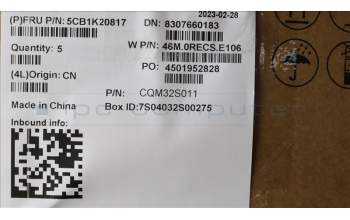 2023-02-28
(P)FRU P/N: 5CB1K20817 DN: 8307660183
Quantity: 5 W P/N: 46M.0RECS.E106
PO: 4501952828
(4L)Origin: CN
P/N: CQM32S011
Made in China Box ID:7S04032S00275
Inbound info: